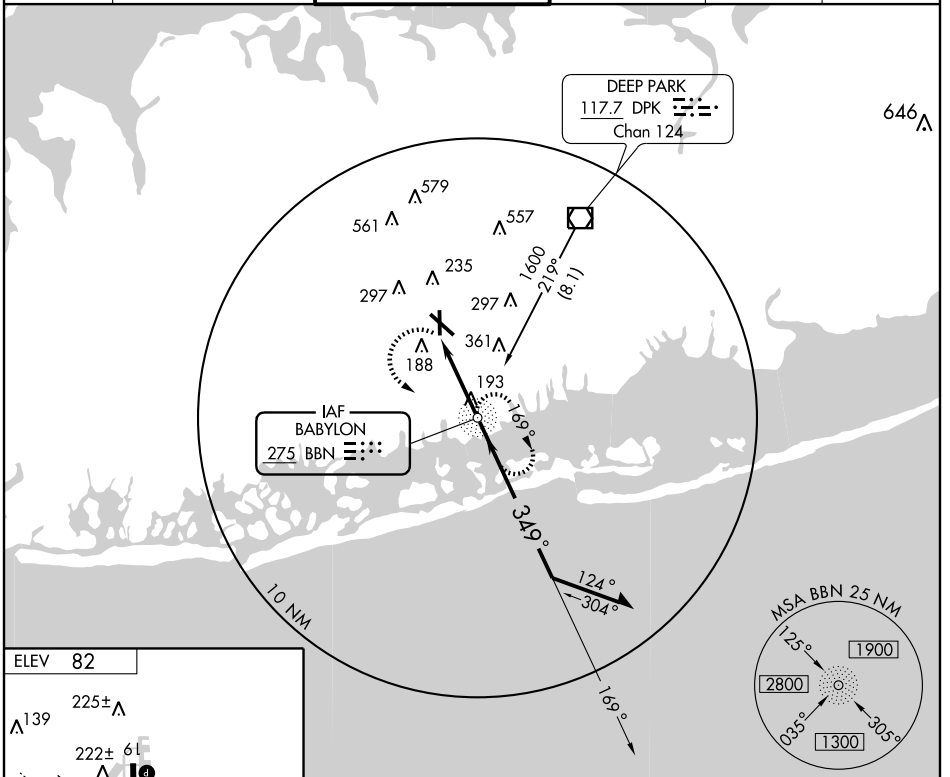 DEEP PARK
117.7 DPK
Chan 124
646
579
561
557
1600
219°
(8.1)
235
297
297
361
188
193
IAF
BABYLON
275 BBN
169°
349°
124°
304°
10 NM
169°
MSA BBN 25 NM
125°
1900
2800
035°
305°
1300
ELEV 82
225±
139
222±
19
P